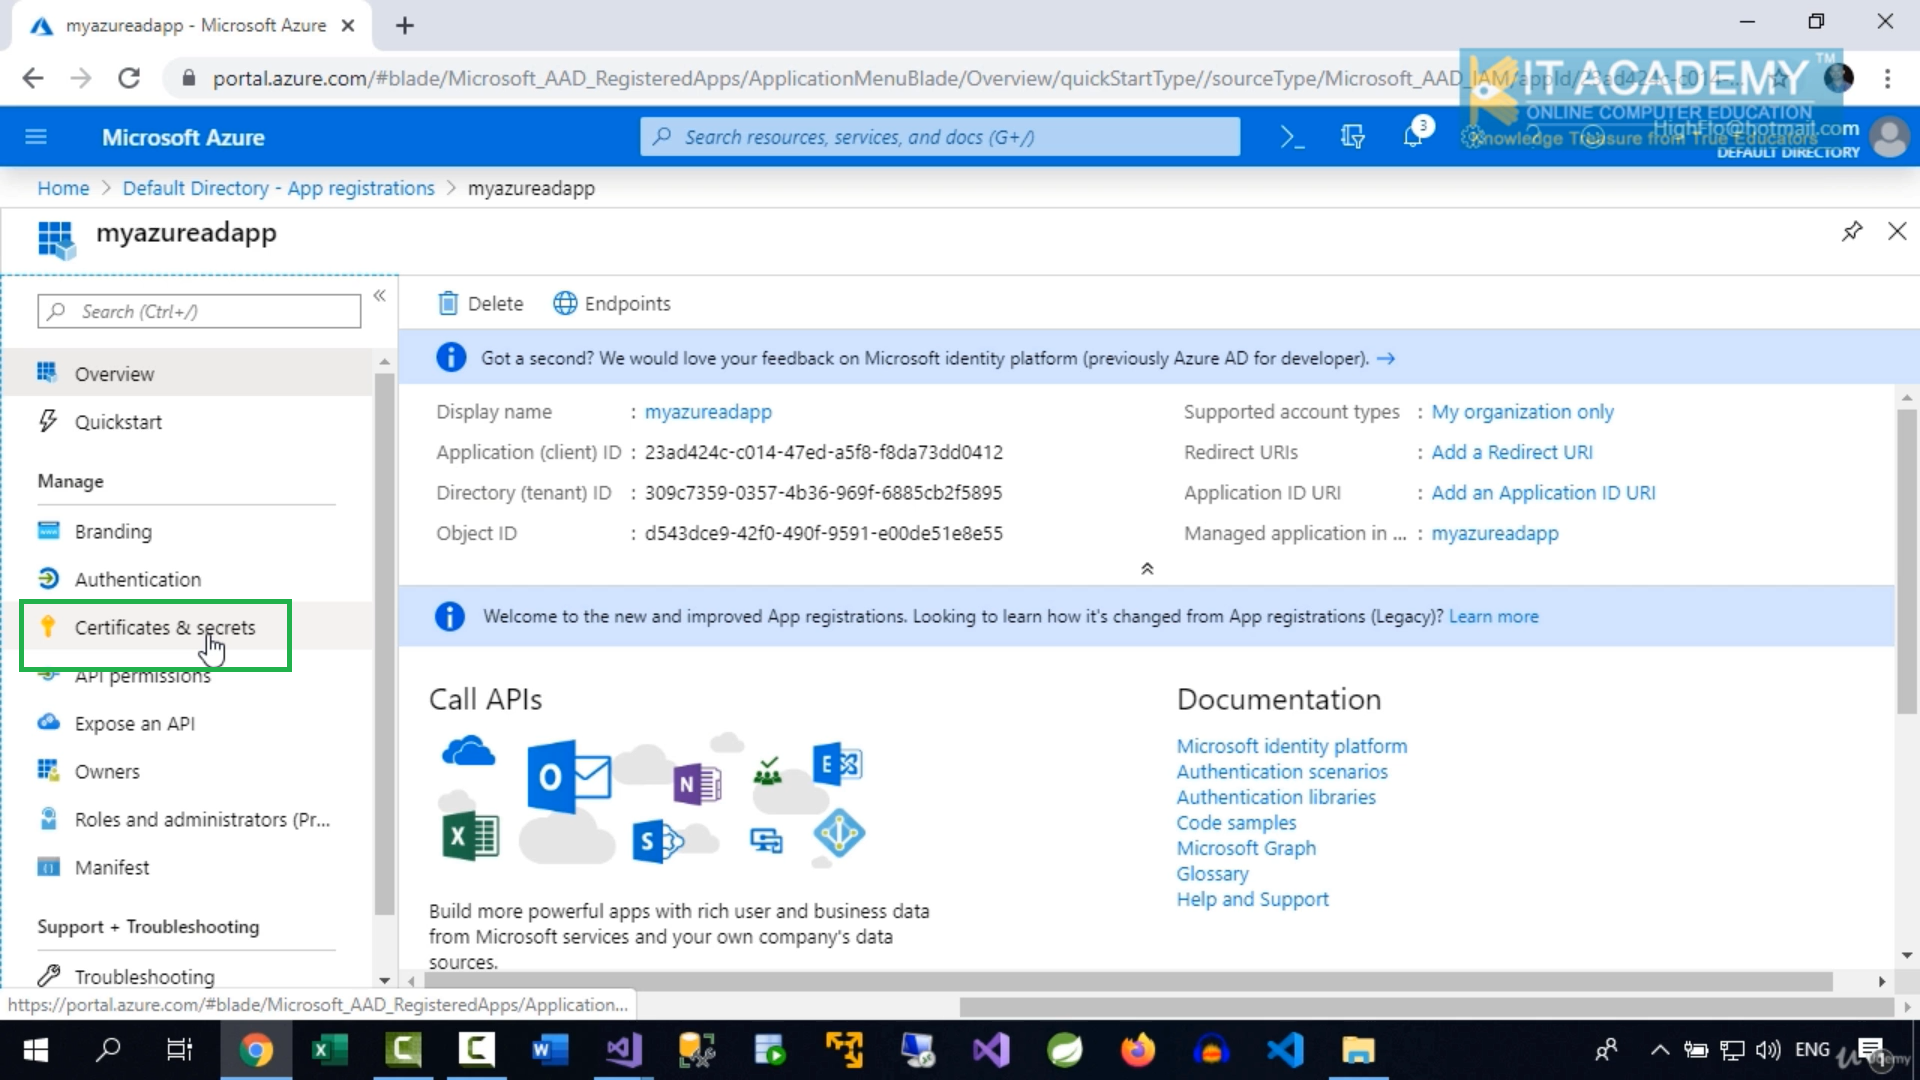 myazureadapp - Microsoft Azure
portal.azure.com/#blade/Microsoft_AAD_RegisteredApps/ApplicationMenuBlade/Overview/quickStartType//sourceType/Microsoft_AAD_IAM/appId/23ad424c-c014-...
KIT ACADEMY™
ONLINE COMPUTER EDUCATION
Knowledge Treasure from True Educators
Microsoft Azure
Search resources, services, and docs (G+/)
3
HighFlo@hotmail.com
DEFAULT DIRECTORY
Home > Default Directory - App registrations > myazureadapp
myazureadapp
Search (Ctrl+/)
«
Overview
Quickstart
Manage
Branding
Authentication
Certificates & secrets
API permissions
Expose an API
Owners
Roles and administrators (Pr...
Manifest
Support + Troubleshooting
Troubleshooting
Delete
Endpoints
Got a second? We would love your feedback on Microsoft identity platform (previously Azure AD for developer). →
Display name : myazureadapp
Application (client) ID : 23ad424c-c014-47ed-a5f8-f8da73dd0412
Directory (tenant) ID : 309c7359-0357-4b36-969f-6885cb2f5895
Object ID : d543dce9-42f0-490f-9591-e00de51e8e55
Supported account types : My organization only
Redirect URIs : Add a Redirect URI
Application ID URI : Add an Application ID URI
Managed application in ... : myazureadapp
Welcome to the new and improved App registrations. Looking to learn how it's changed from App registrations (Legacy)? Learn more
Call APIs
Build more powerful apps with rich user and business data
from Microsoft services and your own company's data
sources.
Documentation
Microsoft identity platform
Authentication scenarios
Authentication libraries
Code samples
Microsoft Graph
Glossary
Help and Support
https://portal.azure.com/#blade/Microsoft_AAD_RegisteredApps/Application...
ENG
udemy